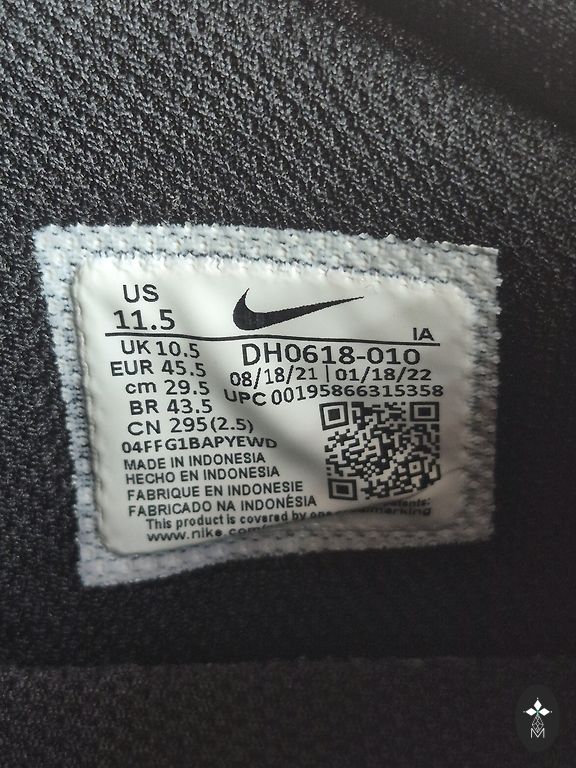 US
11.5
IA
UK 10.5
DH0618-010
EUR 45.5
08/18/21 | 01/18/22
cm 29.5
UPC 00195866315358
BR 43.5
CN 295(2.5)
04FFG1BAPYEWD
MADE IN INDONESIA
HECHO EN INDONESIA
FABRIQUE EN INDONESIE
FABRICADO NA INDONÉSIA
This product is covered by one
www.nike.com
M